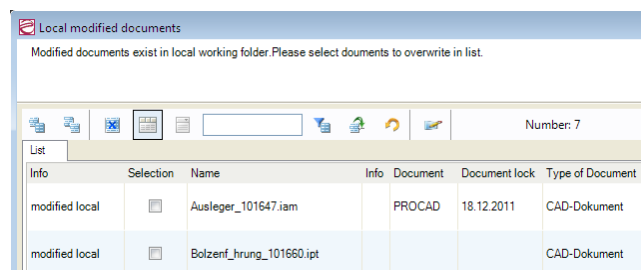 Local modified documents
Modified documents exist in local working folder.Please select douments to overwrite in list.
Number: 7
List
Info Selection Name Info Document Document lock Type of Document
modified local Ausleger_101647.iam PROCAD 18.12.2011 CAD-Dokument
modified local Bolzenf_hrung_101660.ipt CAD-Dokument